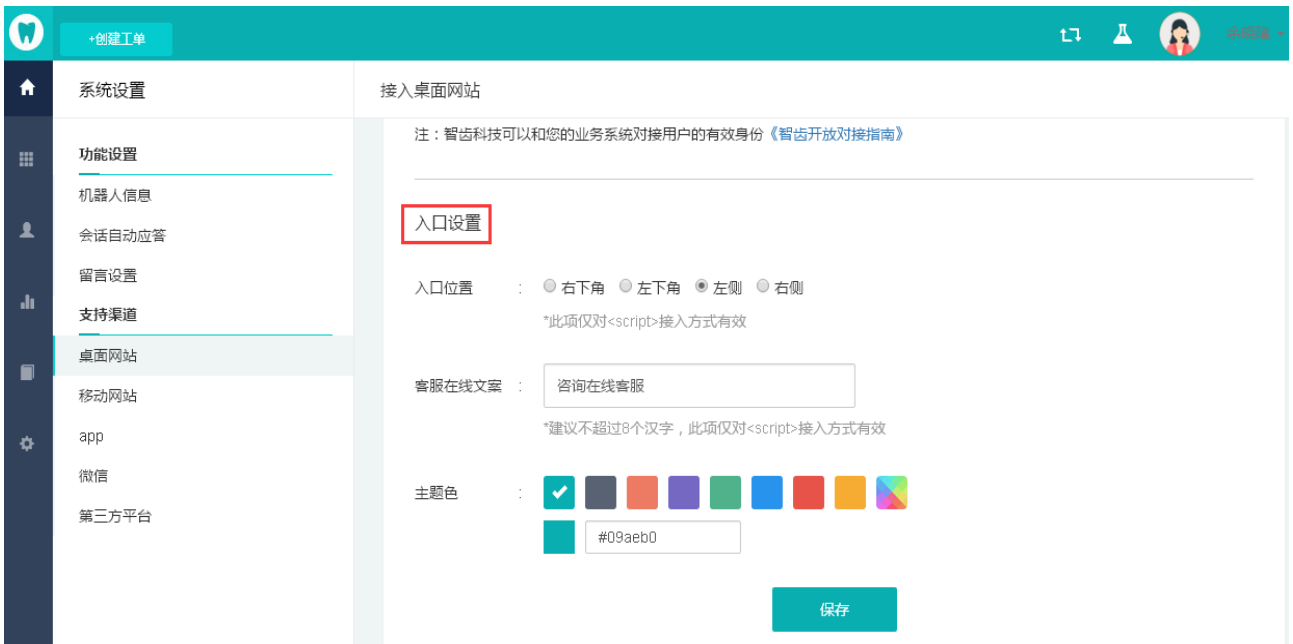 +创建工单
系统设置
接入桌面网站
注：智齿科技可以和您的业务系统对接用户的有效身份《智齿开放对接指南》
功能设置
机器人信息
会话自动应答
留言设置
支持渠道
桌面网站
移动网站
app
微信
第三方平台
入口设置
入口位置 : 右下角 左下角 左侧 右侧
*此项仅对<script>接入方式有效
客服在线文案 : 咨询在线客服
*建议不超过8个汉字，此项仅对<script>接入方式有效
主题色 :
#09aeb0
保存